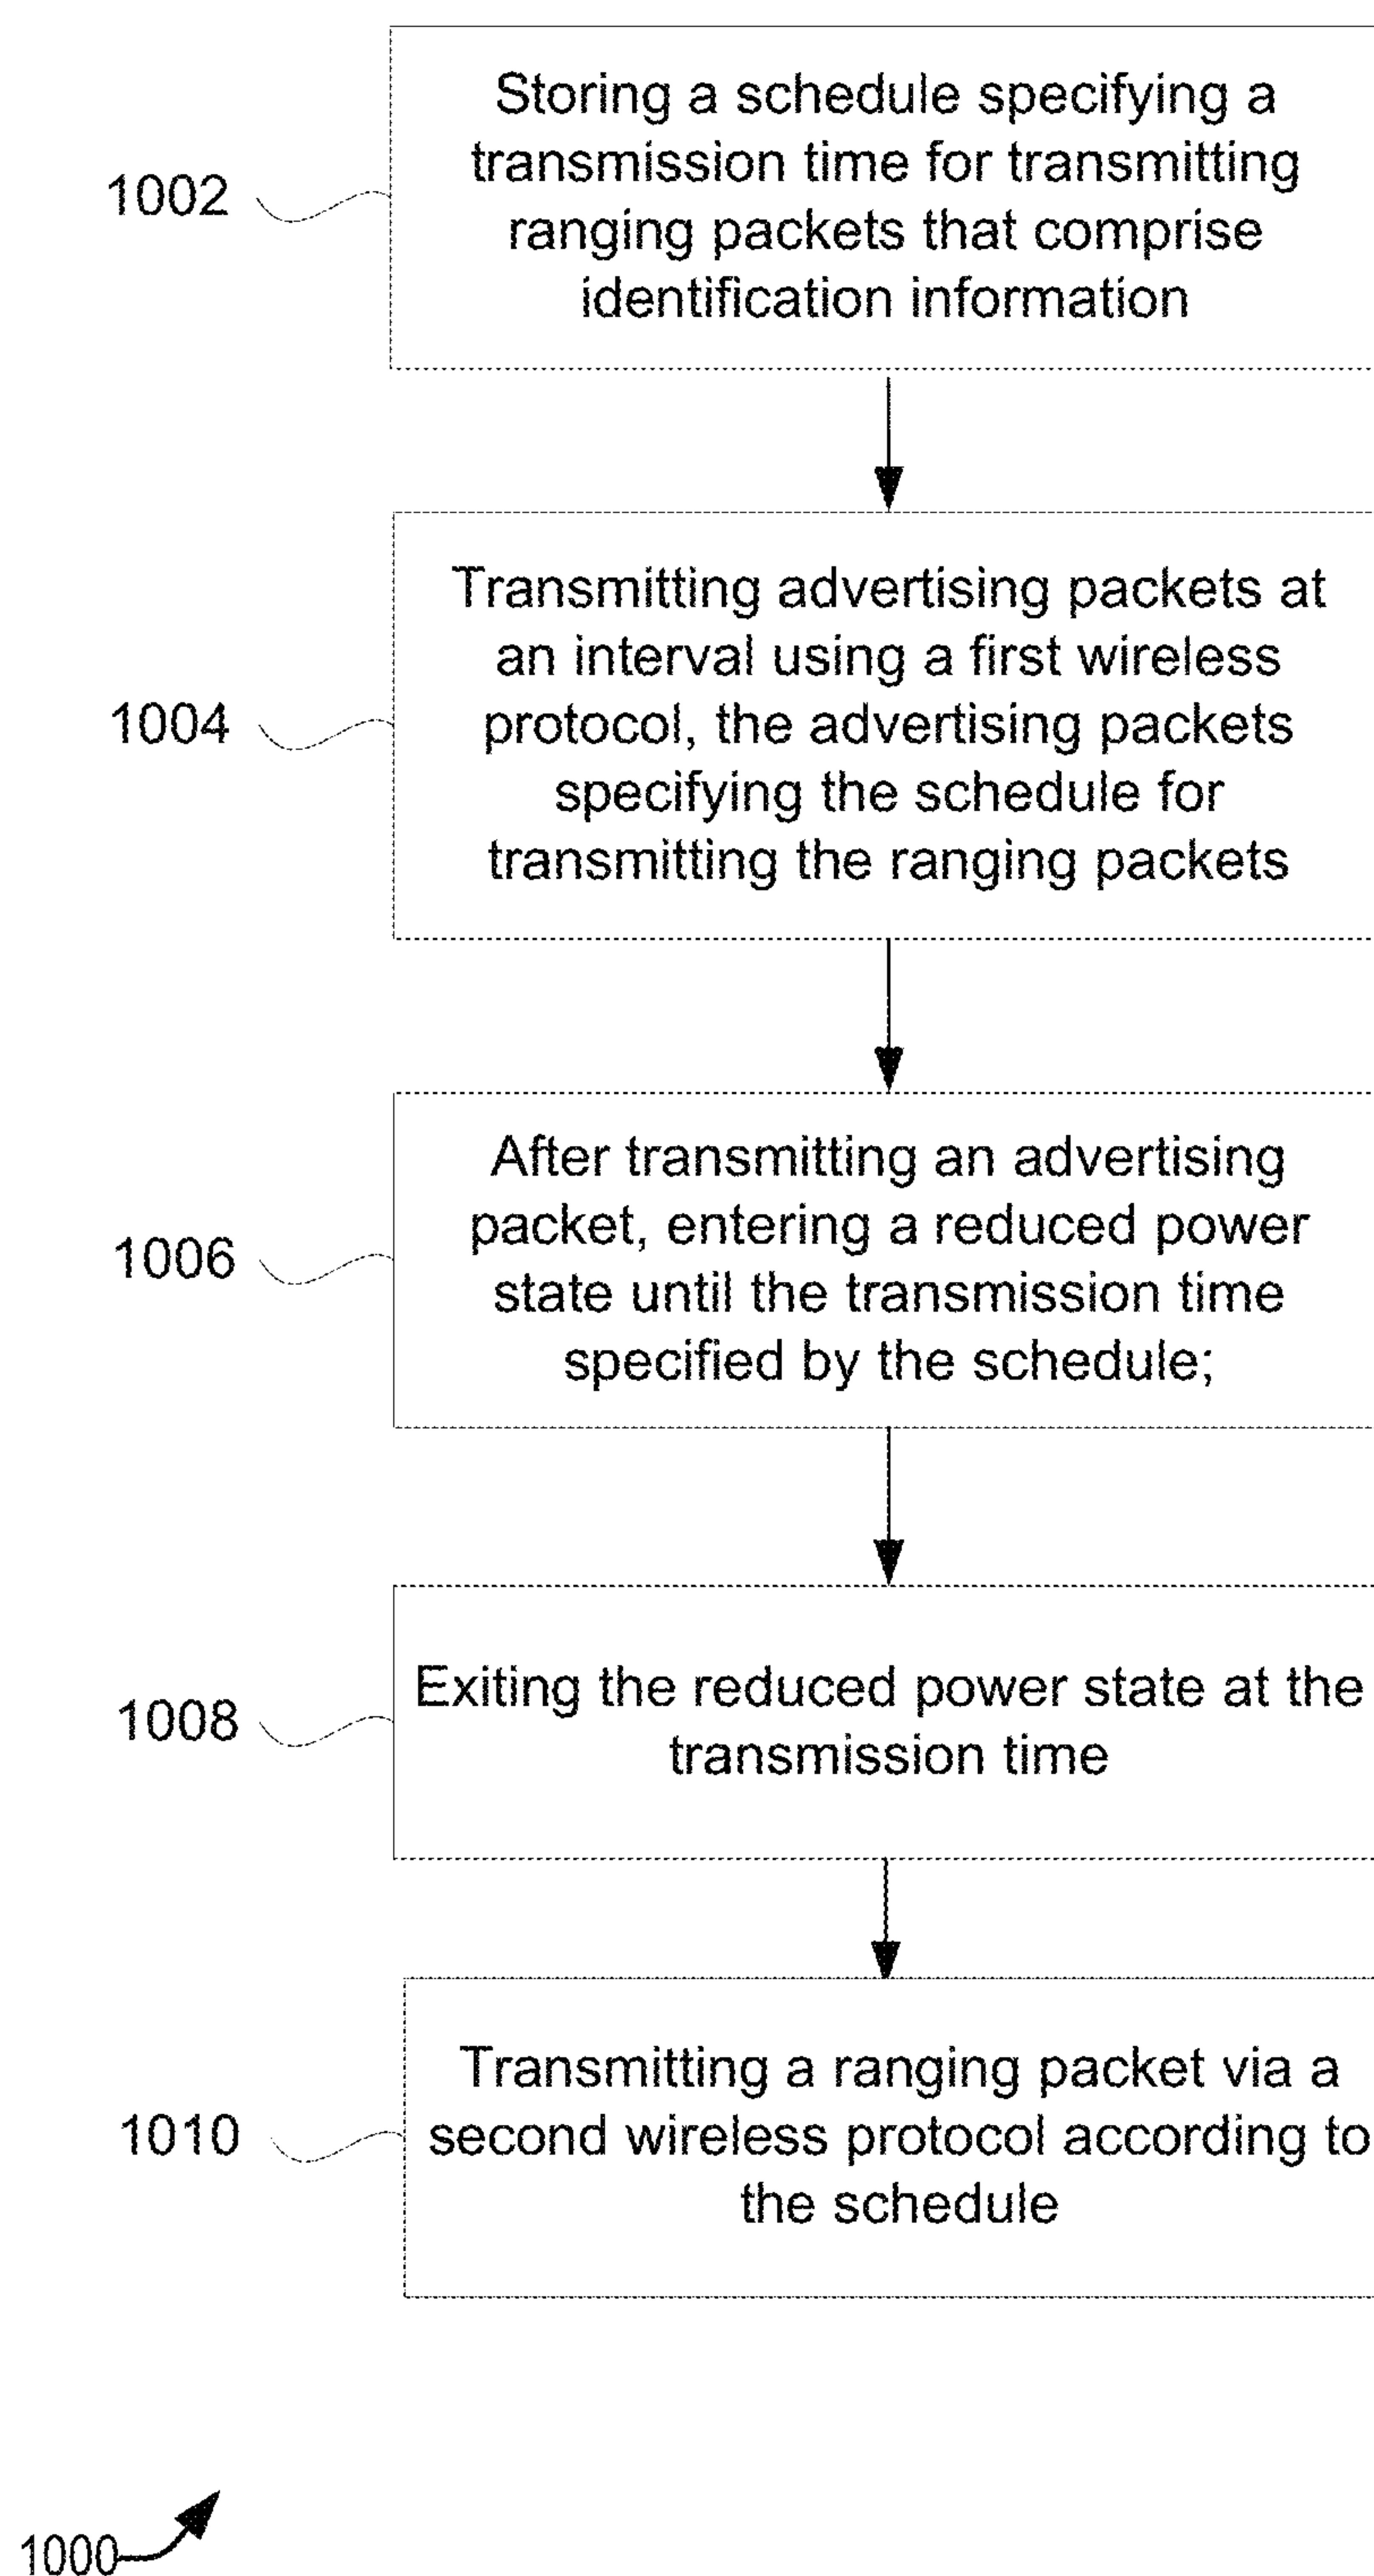 1002
Storing a schedule specifying a
transmission time for transmitting
ranging packets that comprise
identification information
1004
Transmitting advertising packets at
an interval using a first wireless
protocol, the advertising packets
specifying the schedule for
transmitting the ranging packets
1006
After transmitting an advertising
packet, entering a reduced power
state until the transmission time
specified by the schedule;
1008
Exiting the reduced power state at the
transmission time
1010
Transmitting a ranging packet via a
second wireless protocol according to
the schedule
1000